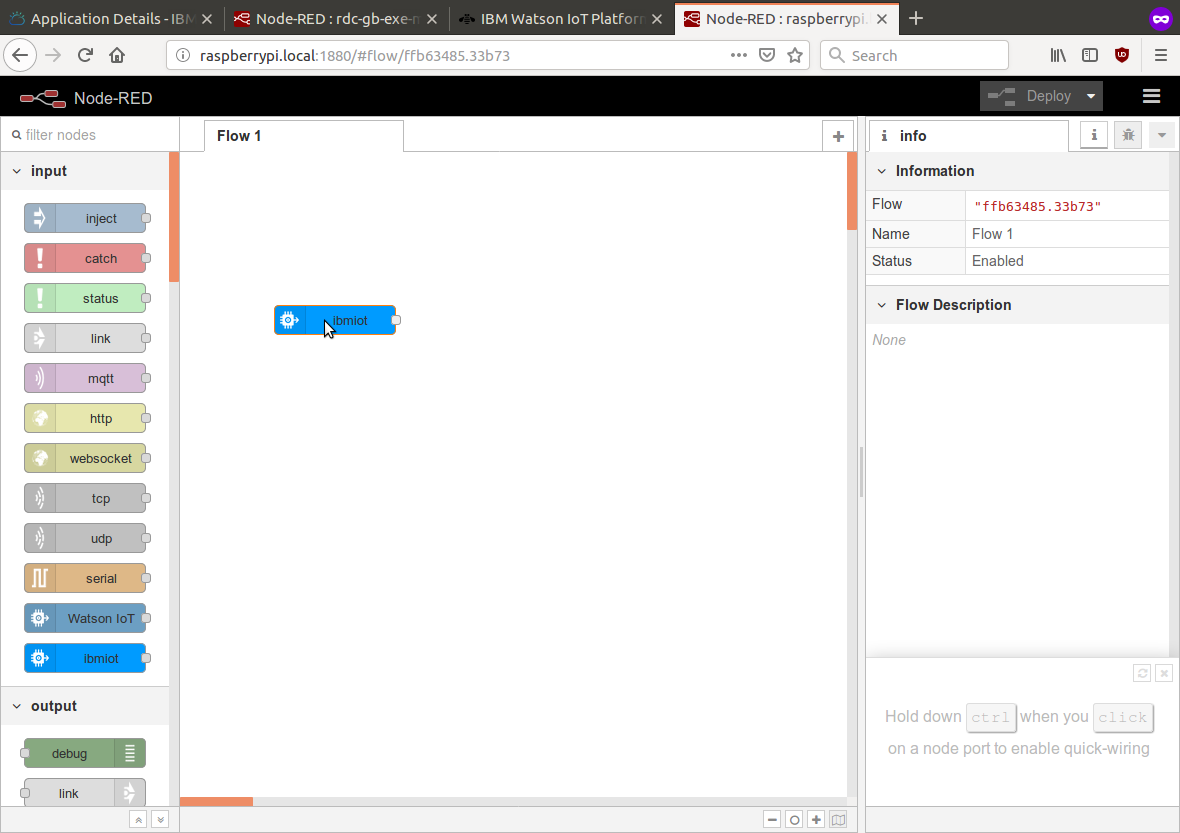 Application Details - IBM
Node-RED : rdc-gb-exe-n
IBM Watson IoT Platform
Node-RED : raspberrypi.
raspberrypi.local:1880/#flow/ffb63485.33b73
Search
Node-RED
Deploy
filter nodes
Flow 1
info
input
inject
catch
status
link
mqtt
http
websocket
tcp
udp
serial
Watson IoT
ibmiot
output
debug
link
ibmiot
Information
Flow "ffb63485.33b73"
Name Flow 1
Status Enabled
Flow Description
None
Hold down ctrl when you click
on a node port to enable quick-wiring